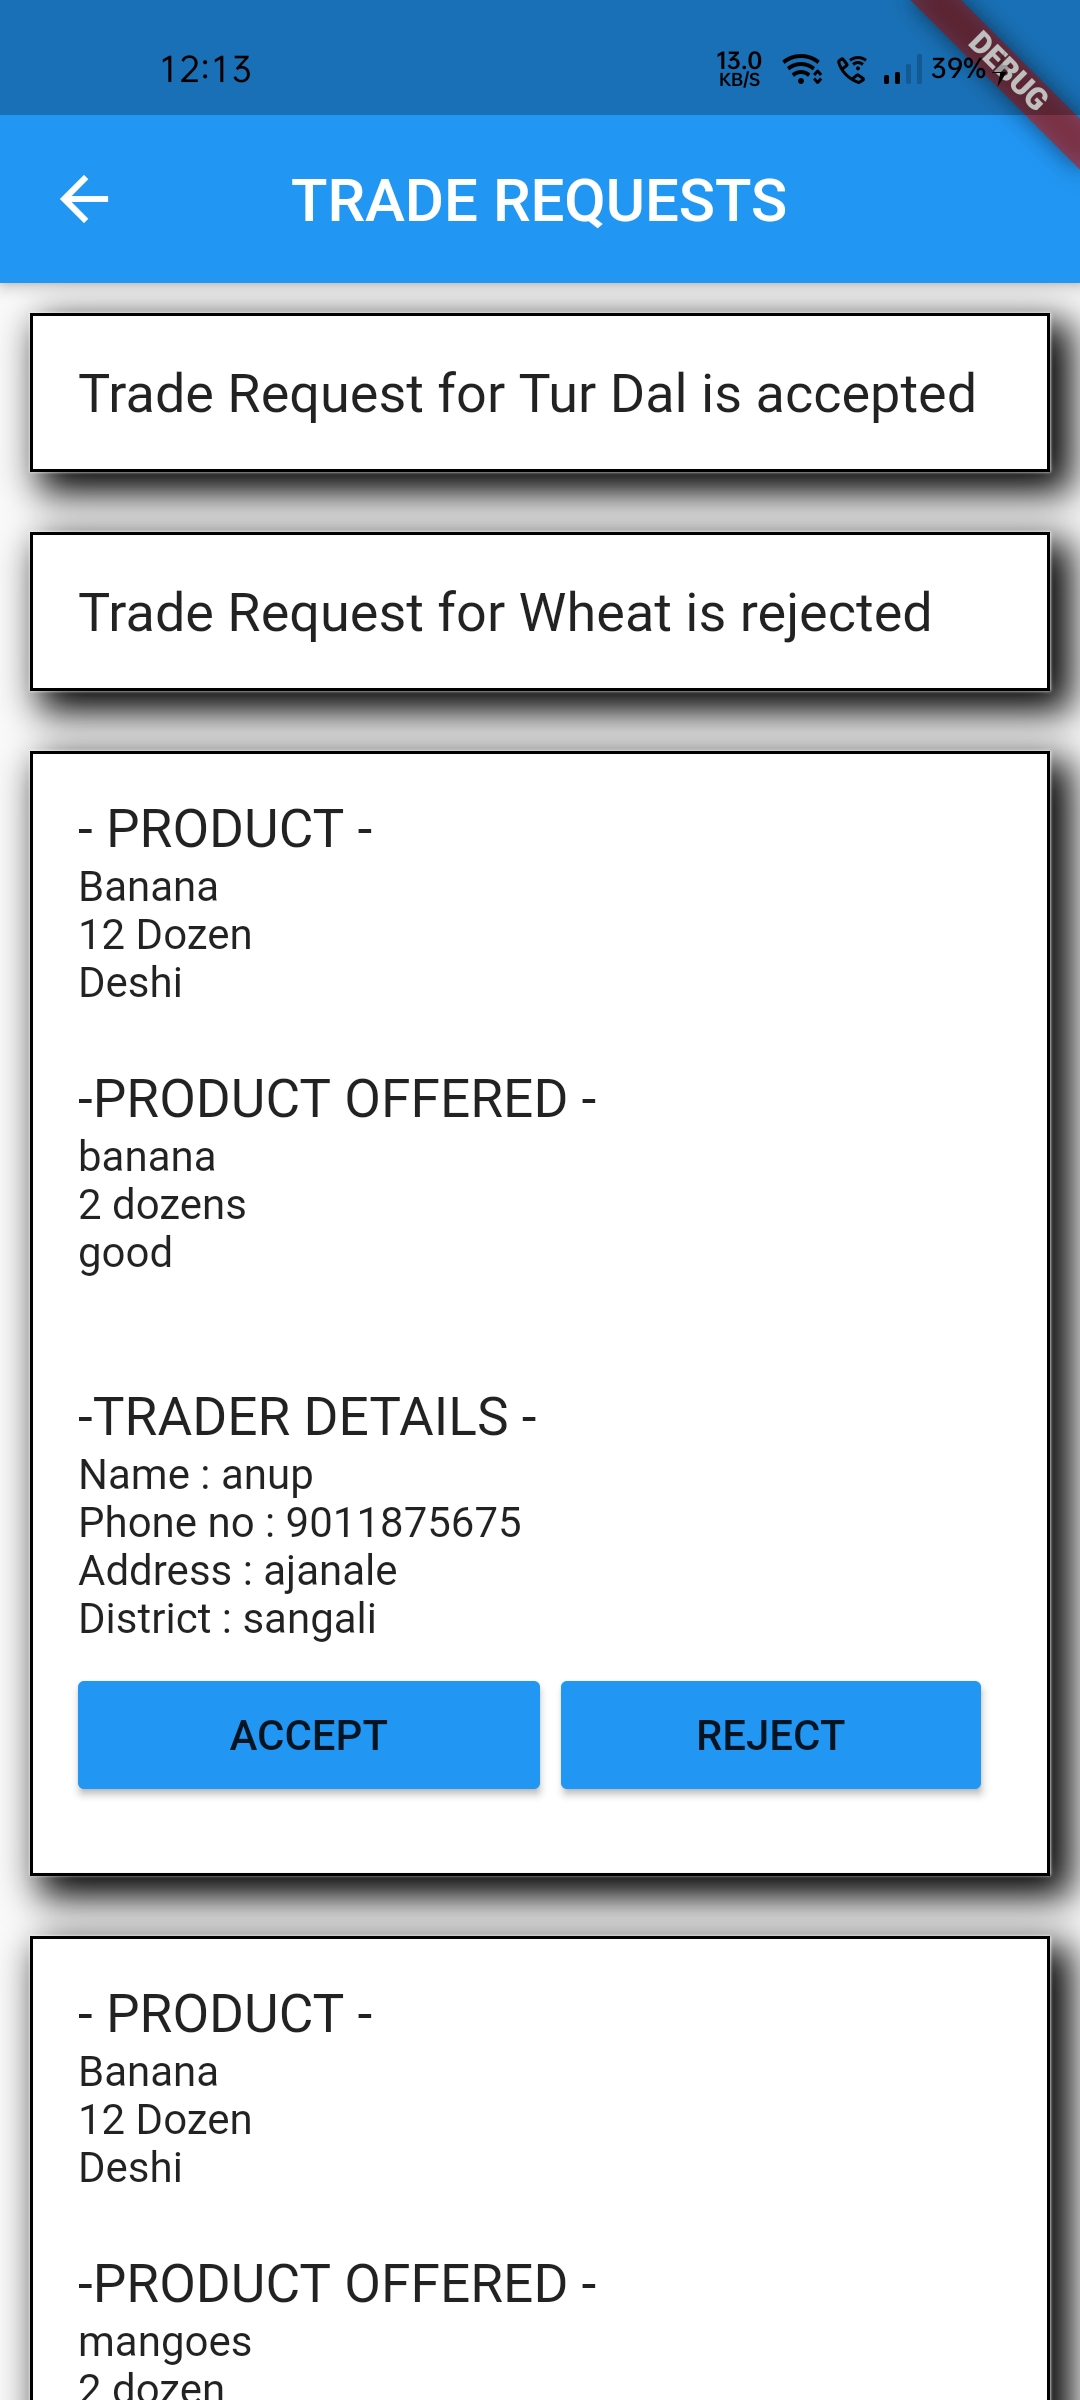 12:13
13.0
KB/S
39%
DEBUG
TRADE REQUESTS
Trade Request for Tur Dal is accepted
Trade Request for Wheat is rejected
- PRODUCT -
Banana
12 Dozen
Deshi
-PRODUCT OFFERED -
banana
2 dozens
good
-TRADER DETAILS -
Name : anup
Phone no : 9011875675
Address : ajanale
District : sangali
ACCEPT
REJECT
- PRODUCT -
Banana
12 Dozen
Deshi
-PRODUCT OFFERED -
mangoes
2 dozen